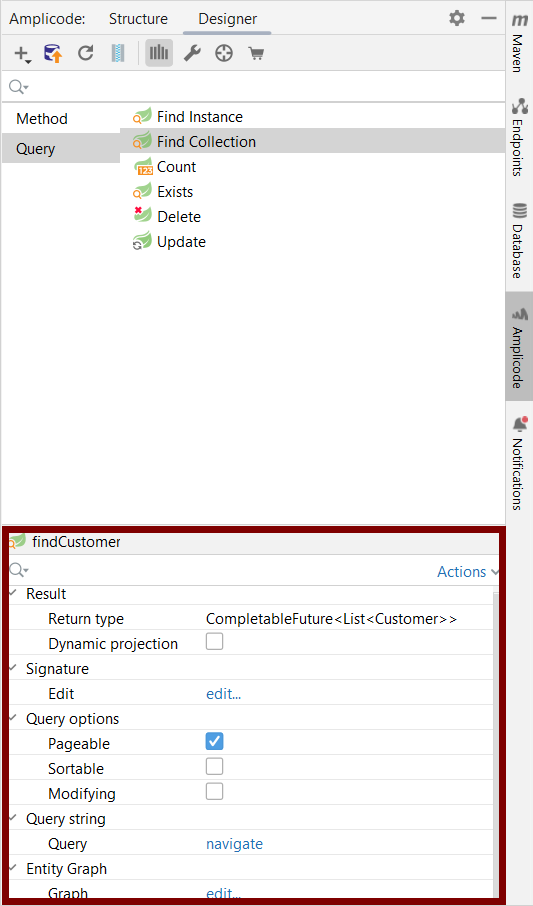 Amplicode: Structure Designer
Method
Query
Find Instance
Find Collection
123 Count
Exists
Delete
Update
m Maven
Endpoints
Database
Amplicode
Notifications
findCustomer
Actions
Result
Return type CompletableFuture<List<Customer>>
Dynamic projection
Signature
Edit edit...
Query options
Pageable
Sortable
Modifying
Query string
Query navigate
Entity Graph
Graph edit...